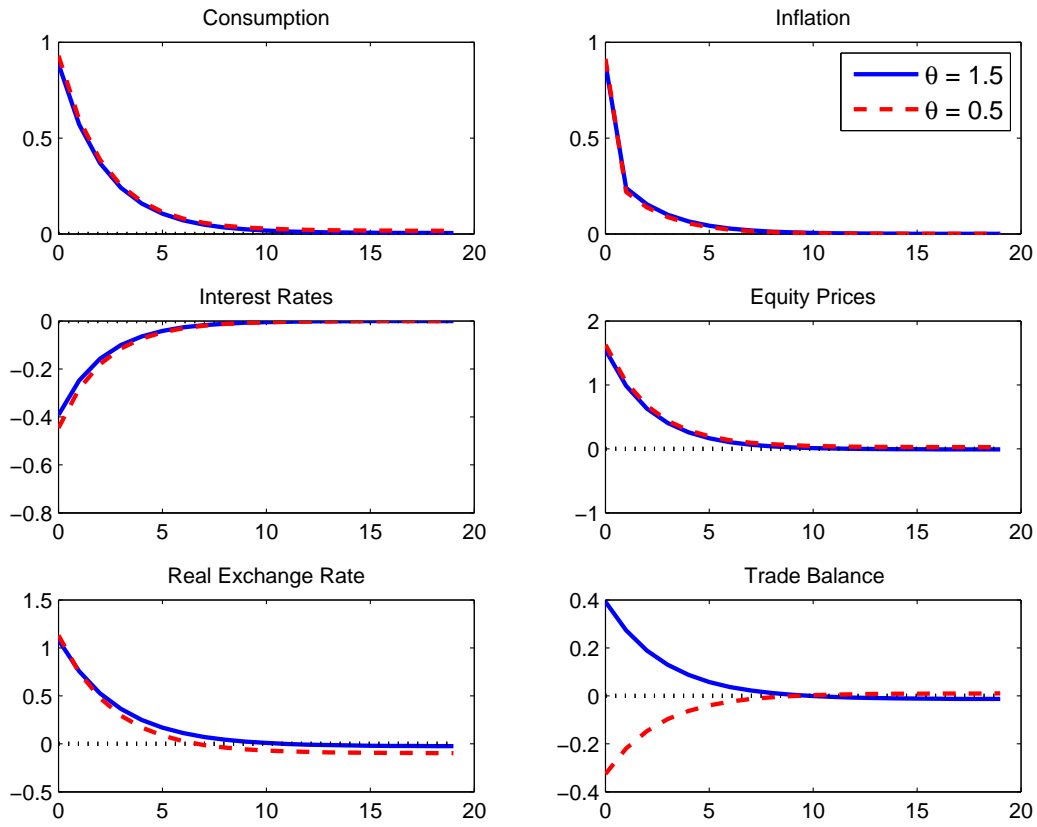 Consumption
1
0.5
0
0 5 10 15 20
Inflation
1
0.5
0
0 5 10 15 20
θ = 1.5
θ = 0.5
Interest Rates
0
−0.2
−0.4
−0.6
−0.8
0 5 10 15 20
Equity Prices
2
1
0
−1
0 5 10 15 20
Real Exchange Rate
1.5
1
0.5
0
−0.5
0 5 10 15 20
Trade Balance
0.4
0.2
0
−0.2
−0.4
0 5 10 15 20